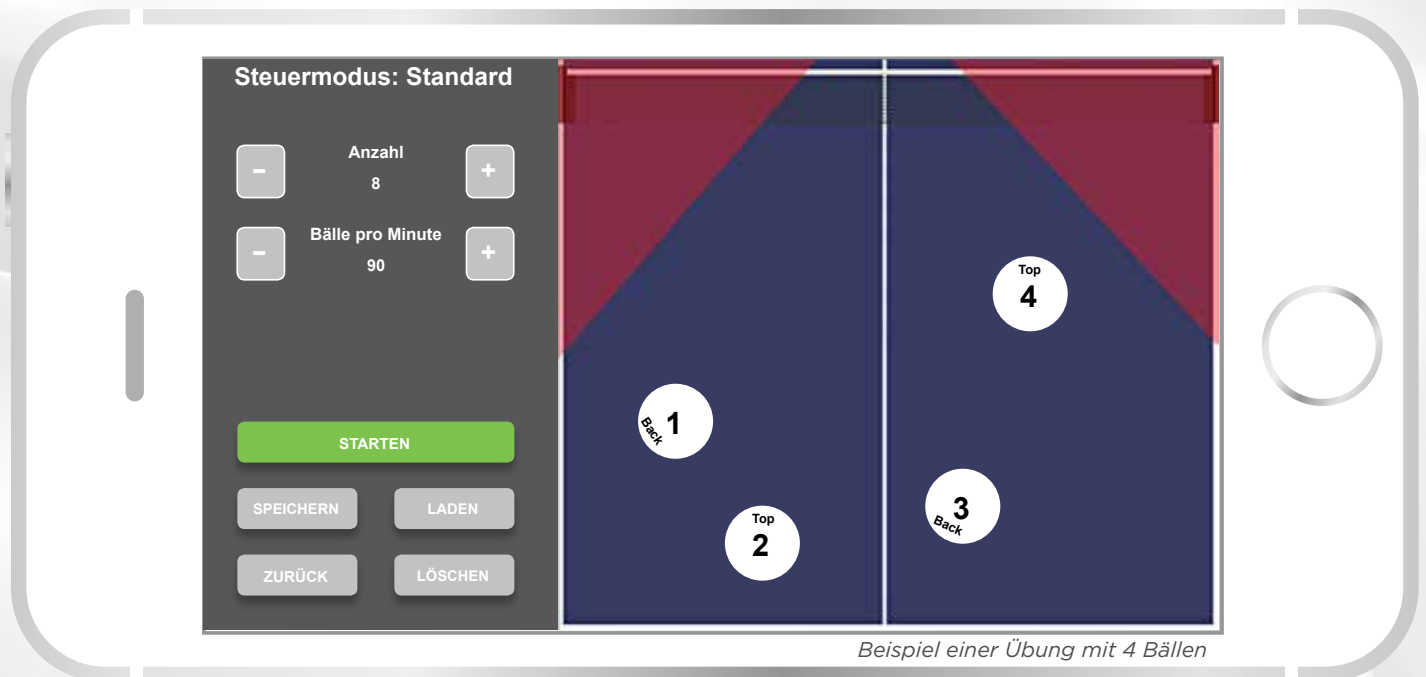 Steuermodus: Standard
-
Anzahl
8
+
-
Bälle pro Minute
90
+
STARTEN
SPEICHERN
LADEN
ZURÜCK
LÖSCHEN
Top
4
1
Back
Top
2
3
Back
Beispiel einer Übung mit 4 Bällen